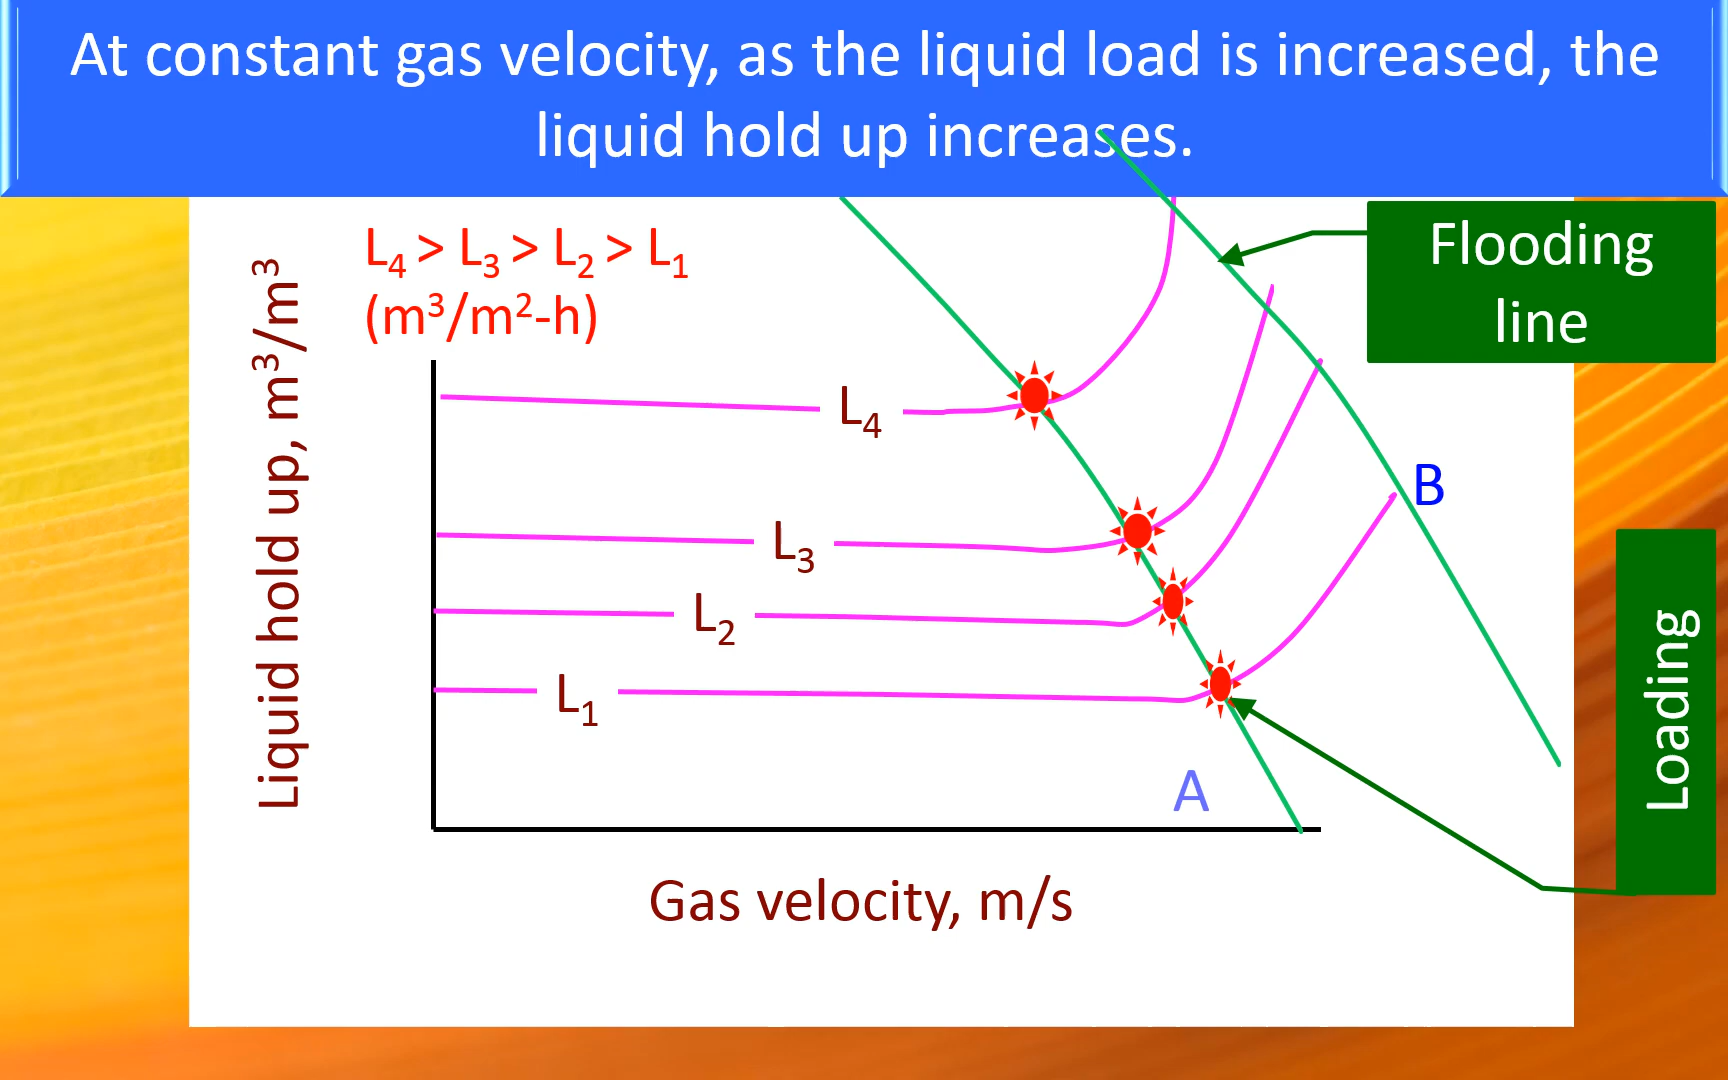 At constant gas velocity, as the liquid load is increased, the
liquid hold up increases.
L₄ > L₃ > L₂ > L₁
(m³/m²-h)
Flooding
line
Liquid hold up, m³/m³
L₄
L₃
L₂
L₁
B
A
Loading
Gas velocity, m/s